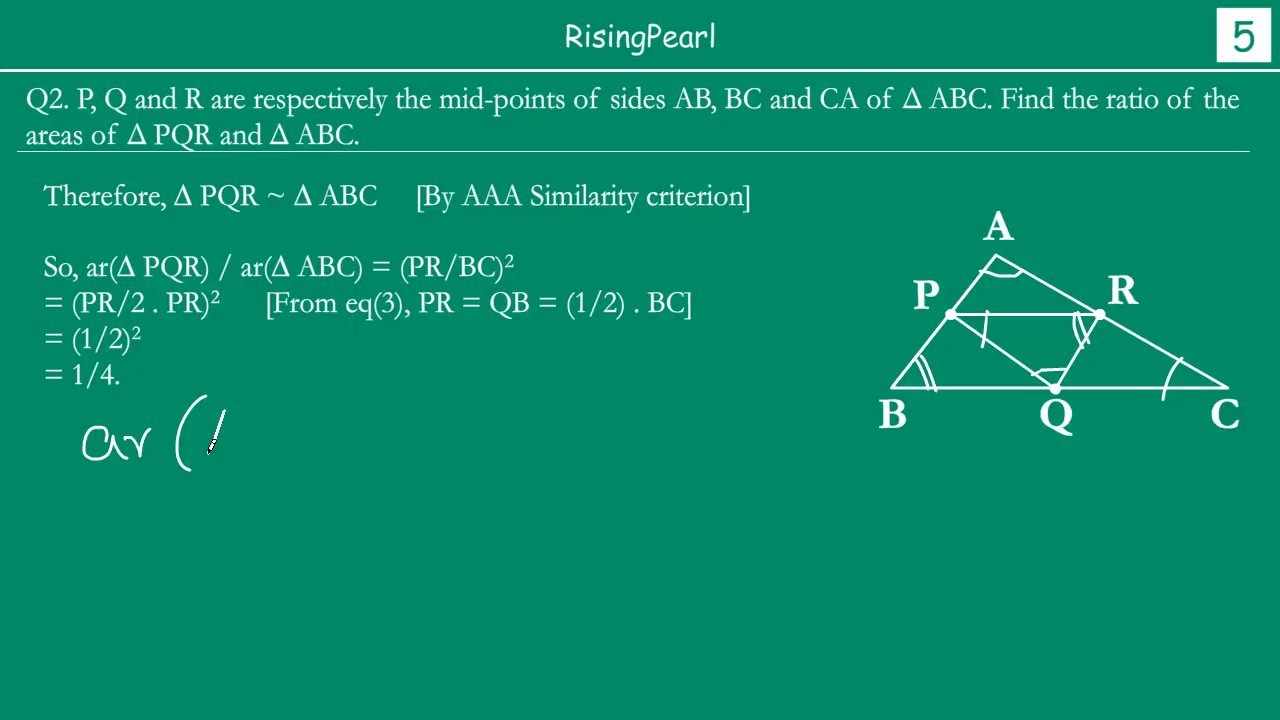 RisingPearl
5
Q2. P, Q and R are respectively the mid-points of sides AB, BC and CA of Δ ABC. Find the ratio of the
areas of Δ PQR and Δ ABC.
Therefore, Δ PQR ~ Δ ABC [By AAA Similarity criterion]
So, ar(Δ PQR) / ar(Δ ABC) = (PR/BC)²
= (PR/2 . PR)² [From eq(3), PR = QB = (1/2) . BC]
= (1/2)²
= 1/4.
ar (
A
P
R
B
Q
C